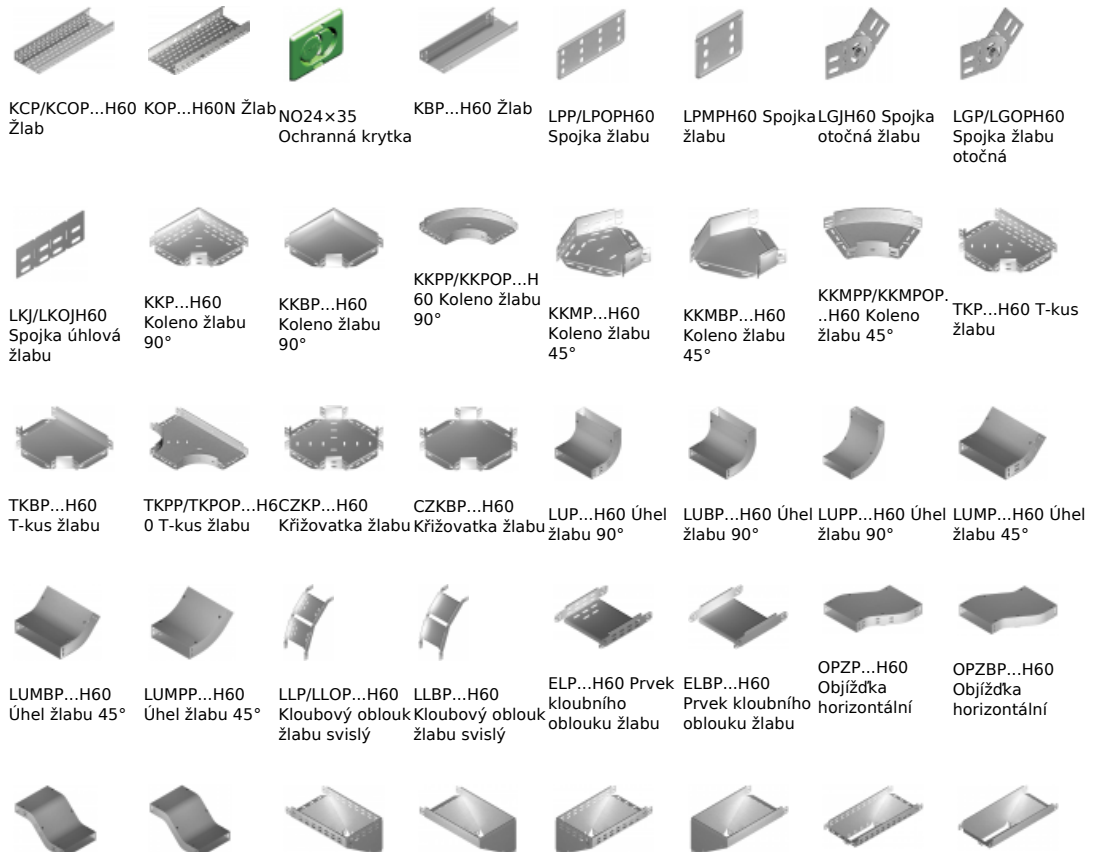 KCP/KCOP...H60
Žlab
KOP...H60N Žlab
NO24×35
Ochranná krytka
KBP...H60 Žlab
LPP/LPOPH60
Spojka žlabu
LPMPH60 Spojka
žlabu
LGJH60 Spojka
otočná žlabu
LGP/LGOPH60
Spojka žlabu
otočná
LKJ/LKOJH60
Spojka úhlová
žlabu
KKP...H60
Koleno žlabu
90°
KKBP...H60
Koleno žlabu
90°
KKPP/KKPOP...H
60 Koleno žlabu
90°
KKMP...H60
Koleno žlabu
45°
KKMBP...H60
Koleno žlabu
45°
KKMPP/KKMPOP.
..H60 Koleno
žlabu 45°
TKP...H60 T-kus
žlabu
TKBP...H60
T-kus žlabu
TKPP/TKPOP...H6
0 T-kus žlabu
CZKP...H60
Křižovatka žlabu
CZKBP...H60
Křižovatka žlabu
LUP...H60 Úhel
žlabu 90°
LUBP...H60 Úhel
žlabu 90°
LUPP...H60 Úhel
žlabu 90°
LUMP...H60 Úhel
žlabu 45°
LUMBP...H60
Úhel žlabu 45°
LUMPP...H60
Úhel žlabu 45°
LLP/LLOP...H60
Kloubový oblouk
žlabu svislý
LLBP...H60
Kloubový oblouk
žlabu svislý
ELP...H60 Prvek
kloubního
oblouku žlabu
ELBP...H60
Prvek kloubního
oblouku žlabu
OPZP...H60
Objížďka
horizontální
OPZBP...H60
Objížďka
horizontální